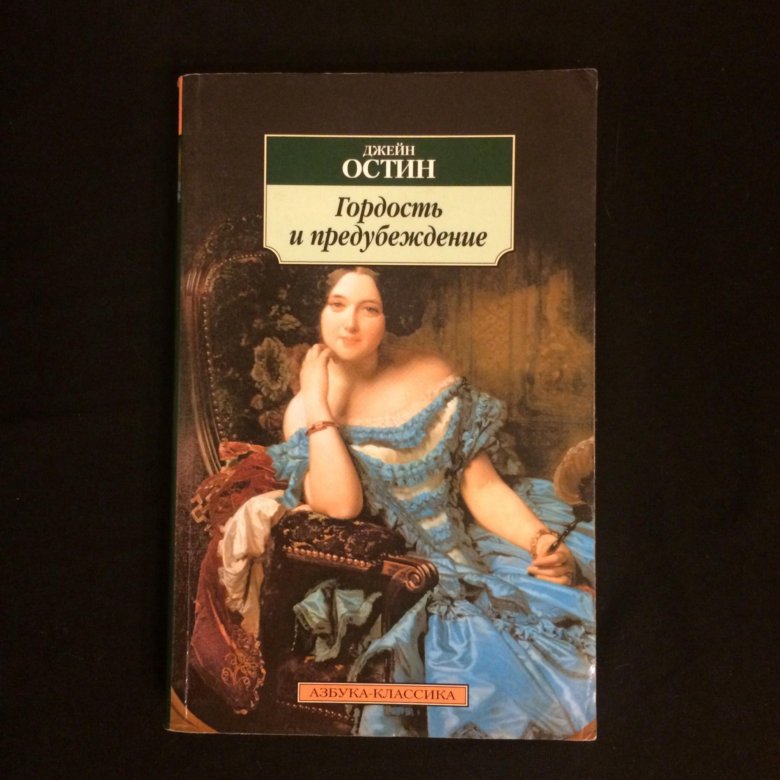 ДЖЕЙН
ОСТИН
Гордость
и предубеждение
АЗБУКА-КЛАССИКА